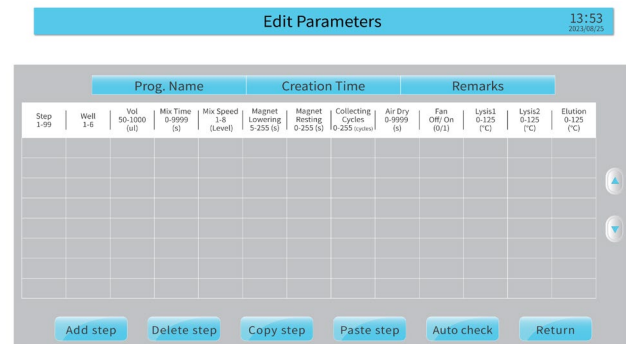 Edit Parameters
13:53
2023/08/25
Prog. Name Creation Time Remarks
Step Well Vol Mix Time Mix Speed Magnet Magnet Collecting Air Dry Fan Lysis1 Lysis2 Elution
1-99 1-6 50-1000 0-9999 1-8 Lowering Resting Cycles 0-9999 Off/ On 0-125 0-125 0-125
(ul) (s) (Level) 5-255 (s) 0-255 (s) 0-255 (cycles) (s) (0/1) (°C) (°C) (°C)
Add step Delete step Copy step Paste step Auto check Return